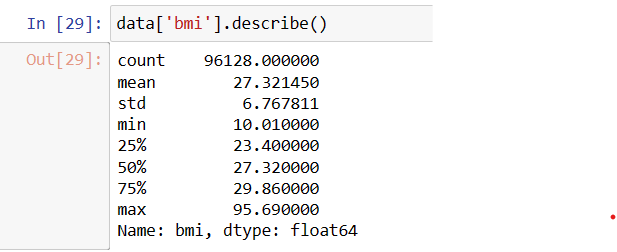 In [29]: data['bmi'].describe()
Out[29]:
count 96128.000000
mean 27.321450
std 6.767811
min 10.010000
25% 23.400000
50% 27.320000
75% 29.860000
max 95.690000
Name: bmi, dtype: float64